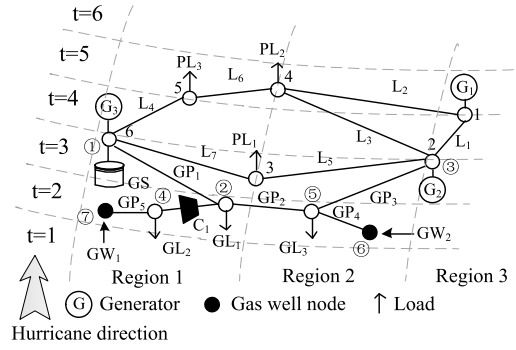 t=6
t=5
PL3
PL2
L6
t=4
G3
5
4
L2
G1
L4
1
6
PL1
L3
2
L1
t=3
①
L7
L5
③
GP1
3
GS
G2
t=2
GP5
④
②
GP2
⑤
GP3
⑦
C1
GP4
t=1
GW1
GL2
GL1
GL3
GW2
⑥
Region 1
Region 2
Region 3
G Generator
Gas well node
Load
Hurricane direction